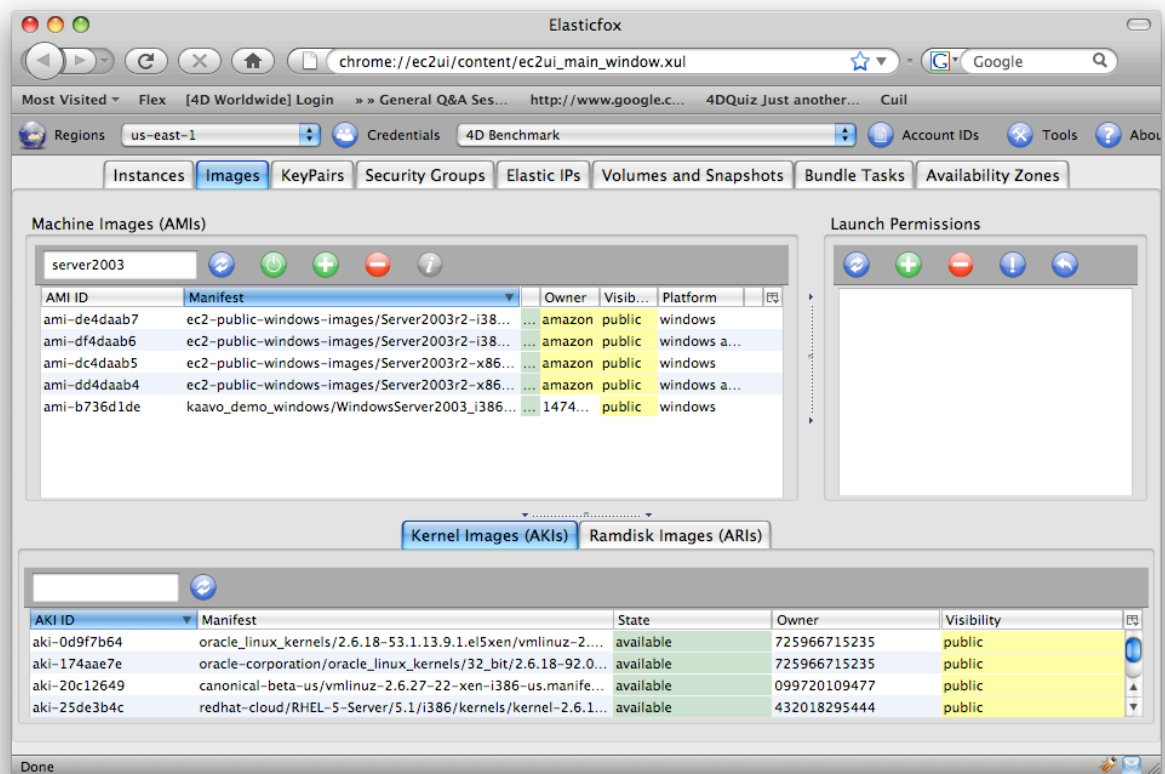 Elasticfox
chrome://ec2ui/content/ec2ui_main_window.xul
Google
Most Visited Flex [4D Worldwide] Login » » General Q&A Ses... http://www.google.c... 4DQuiz Just another... Cuil
Regions us-east-1 Credentials 4D Benchmark Account IDs Tools Abou
Instances Images KeyPairs Security Groups Elastic IPs Volumes and Snapshots Bundle Tasks Availability Zones
Machine Images (AMIs) Launch Permissions
server2003
AMI ID Manifest Owner Visib... Platform
ami-de4daab7 ec2-public-windows-images/Server2003r2-i38... ... amazon public windows
ami-df4daab6 ec2-public-windows-images/Server2003r2-i38... ... amazon public windows a...
ami-dc4daab5 ec2-public-windows-images/Server2003r2-x86... ... amazon public windows
ami-dd4daab4 ec2-public-windows-images/Server2003r2-x86... ... amazon public windows a...
ami-b736d1de kaavo_demo_windows/WindowsServer2003_i386... ... 1474... public windows
Kernel Images (AKIs) Ramdisk Images (ARIs)
AKI ID Manifest State Owner Visibility
aki-0d9f7b64 oracle_linux_kernels/2.6.18-53.1.13.9.1.el5xen/vmlinuz-2.... available 725966715235 public
aki-174aae7e oracle-corporation/oracle_linux_kernels/32_bit/2.6.18-92.0... available 725966715235 public
aki-20c12649 canonical-beta-us/vmlinuz-2.6.27-22-xen-i386-us.manife... available 099720109477 public
aki-25de3b4c redhat-cloud/RHEL-5-Server/5.1/i386/kernels/kernel-2.6.1... available 432018295444 public
Done